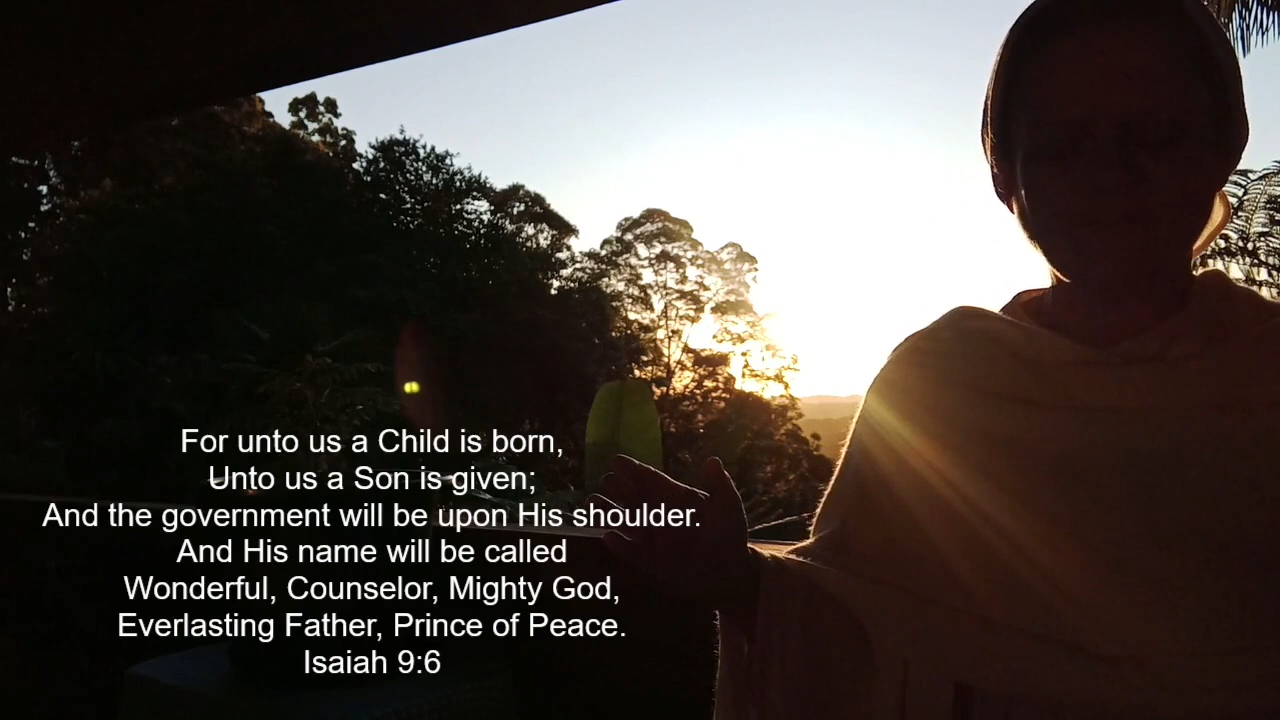 For unto us a Child is born,
Unto us a Son is given;
And the government will be upon His shoulder.
And His name will be called
Wonderful, Counselor, Mighty God,
Everlasting Father, Prince of Peace.
Isaiah 9:6